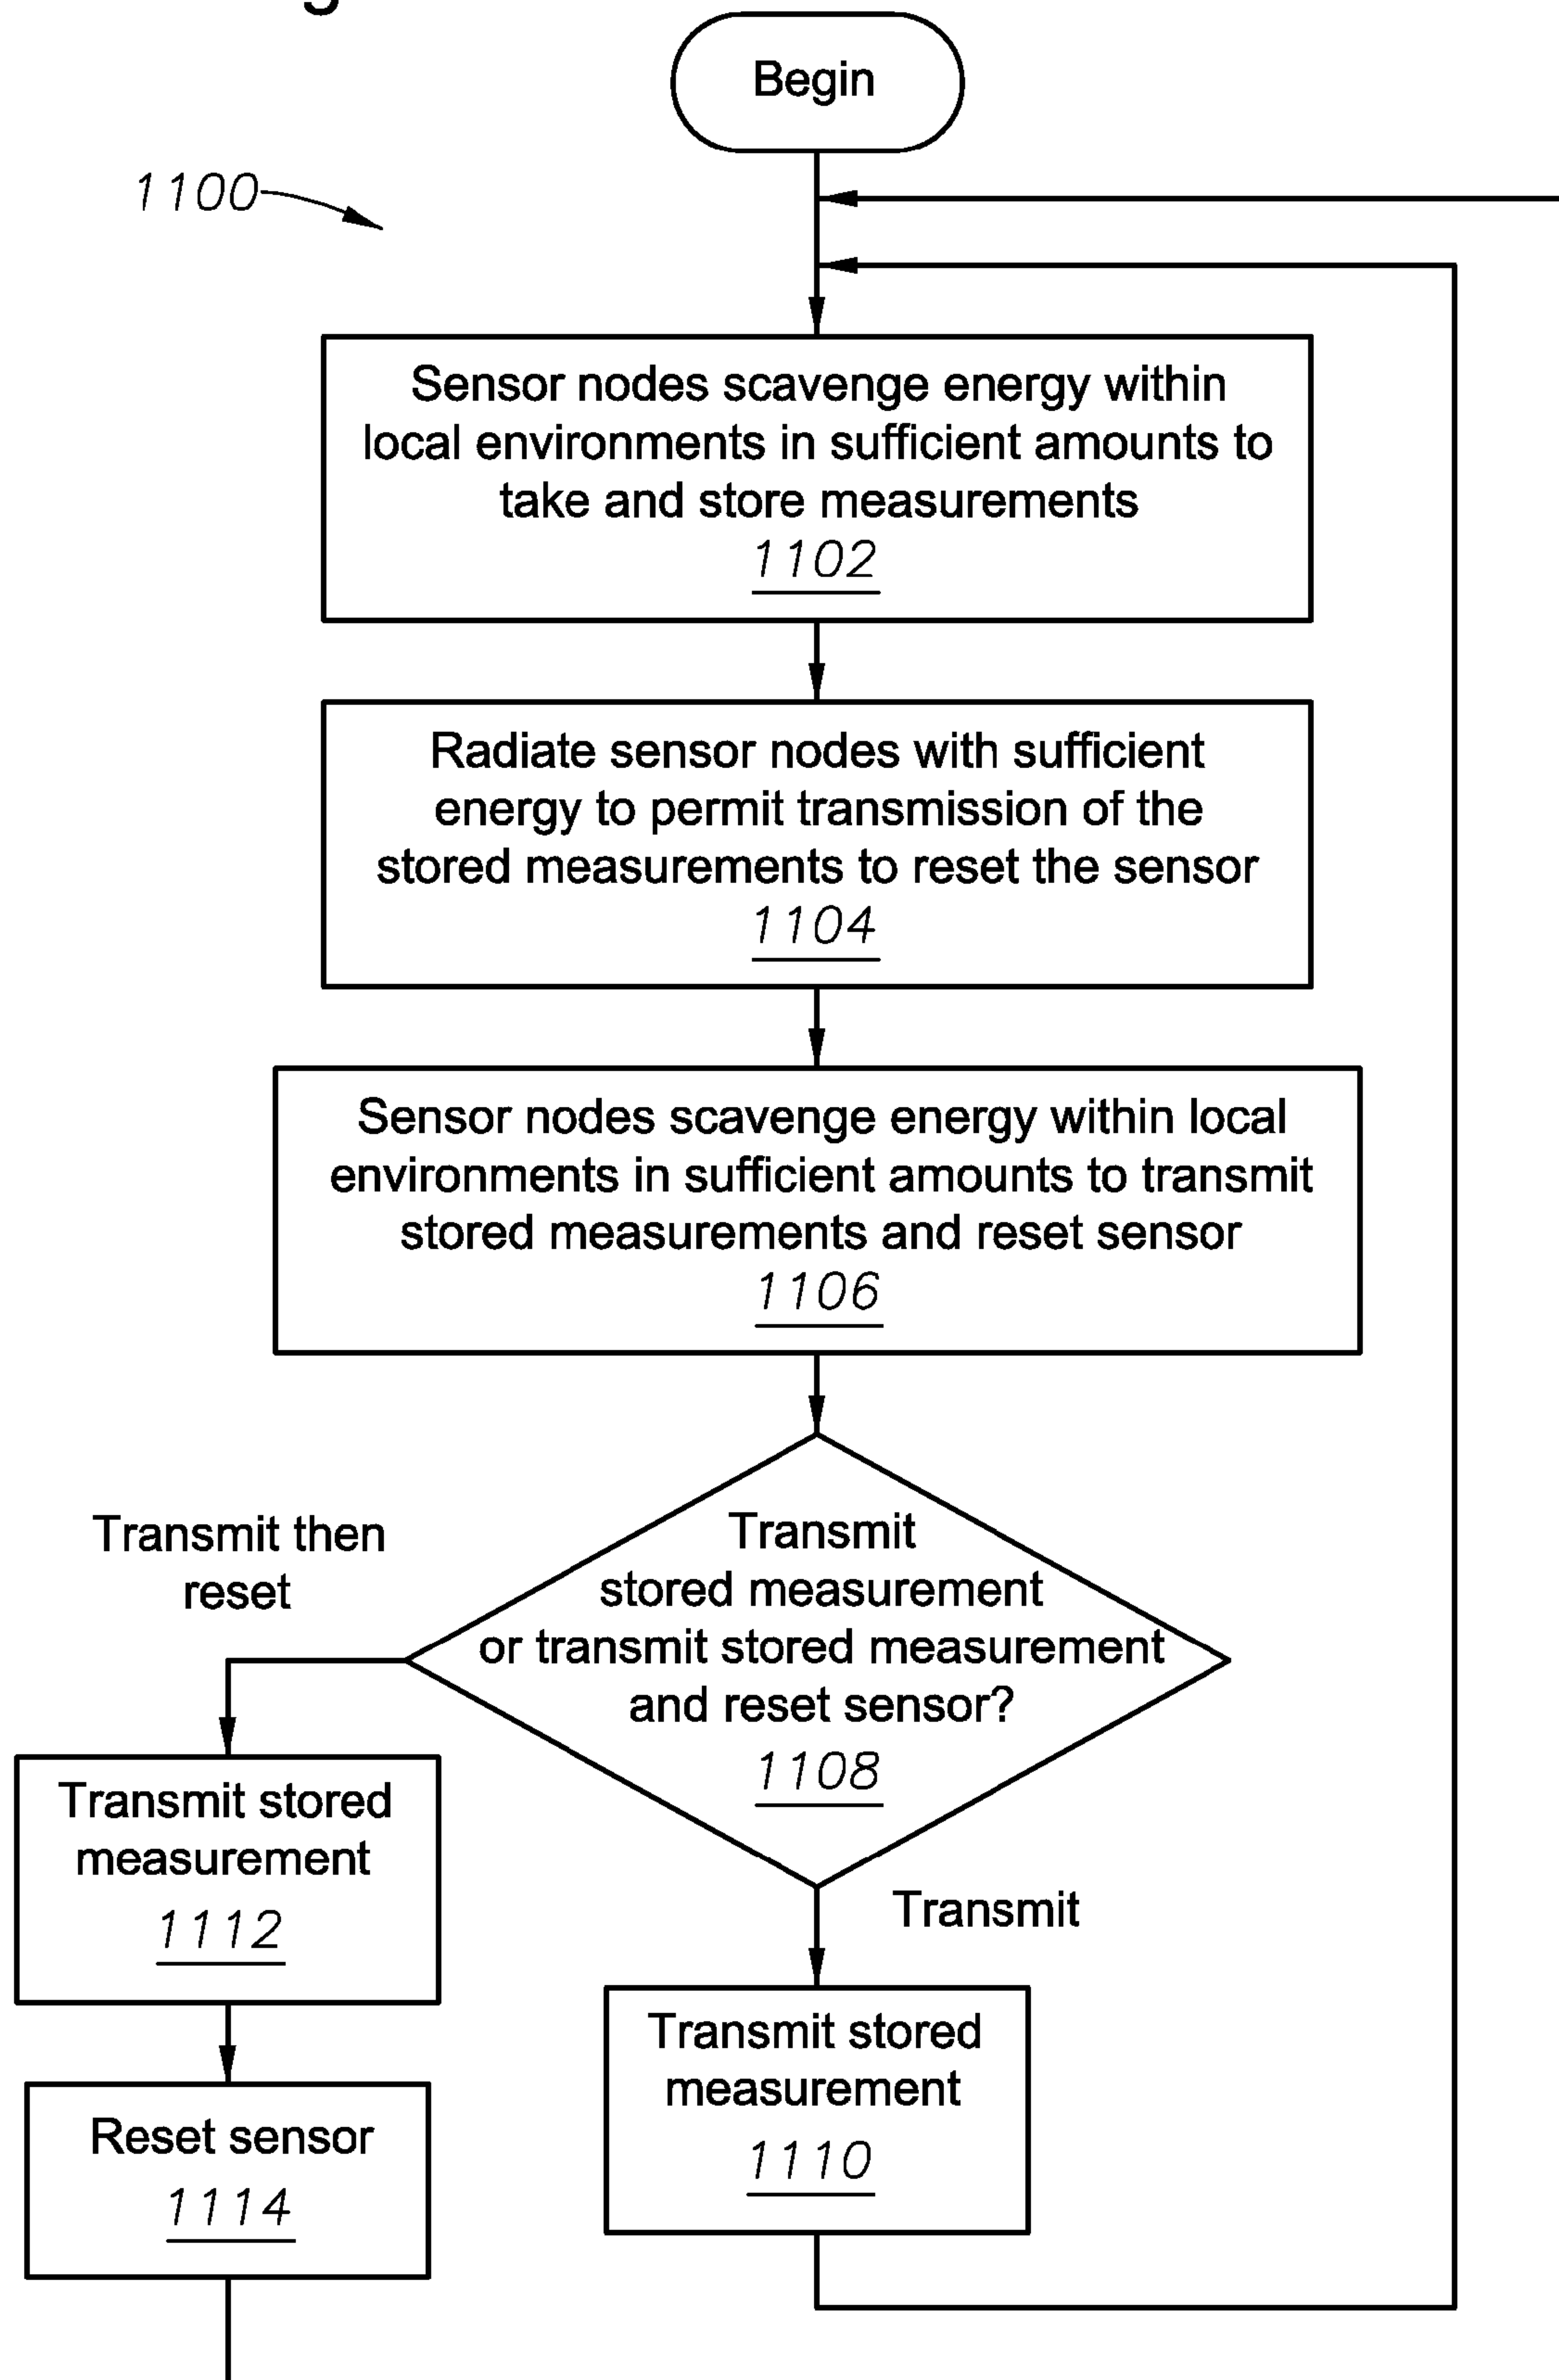 Begin
1100
Sensor nodes scavenge energy within
local environments in sufficient amounts to
take and store measurements
1102
Radiate sensor nodes with sufficient
energy to permit transmission of the
stored measurements to reset the sensor
1104
Sensor nodes scavenge energy within local
environments in sufficient amounts to transmit
stored measurements and reset sensor
1106
Transmit then
reset
Transmit
stored measurement
or transmit stored measurement
and reset sensor?
1108
Transmit stored
measurement
1112
Transmit
Transmit stored
measurement
1110
Reset sensor
1114